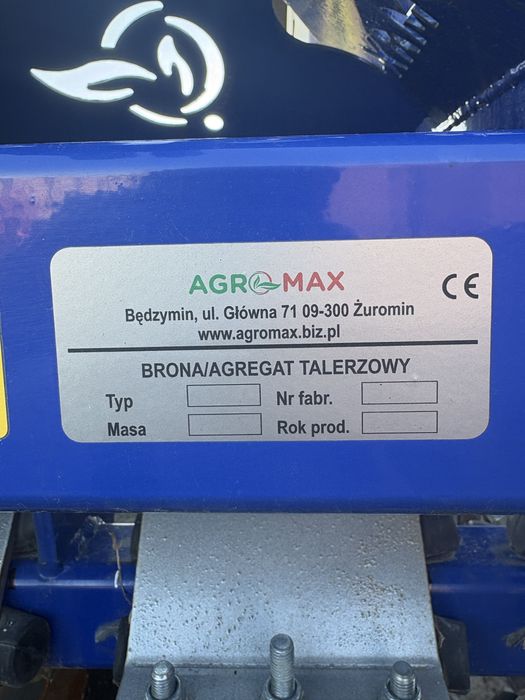 AGROMAX
CE
Będzymin, ul. Główna 71 09-300 Żuromin
www.agromax.biz.pl
BRONA/AGREGAT TALERZOWY
Typ Nr fabr.
Masa Rok prod.